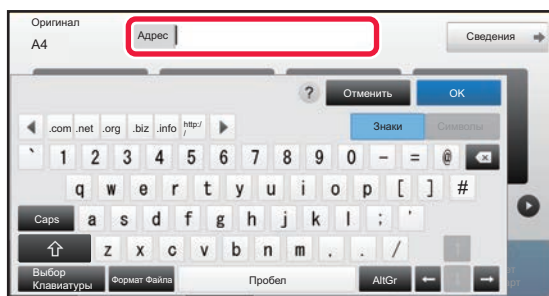 Оригинал
A4
Адрес
Сведения
? Отменить OK
.com .net .org .biz .info http:/
/
Знаки Символы
` 1 2 3 4 5 6 7 8 9 0 - = @
q w e r t y u i o p [ ] #
Caps a s d f g h j k l ; '
z x c v b n m , . /
Выбор
Клавиатуры
Формат Файла Пробел AltGr